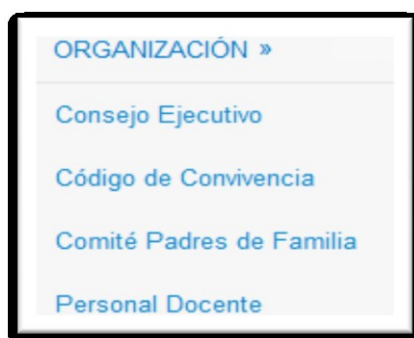 ORGANIZACIÓN »
Consejo Ejecutivo
Código de Convivencia
Comité Padres de Familia
Personal Docente